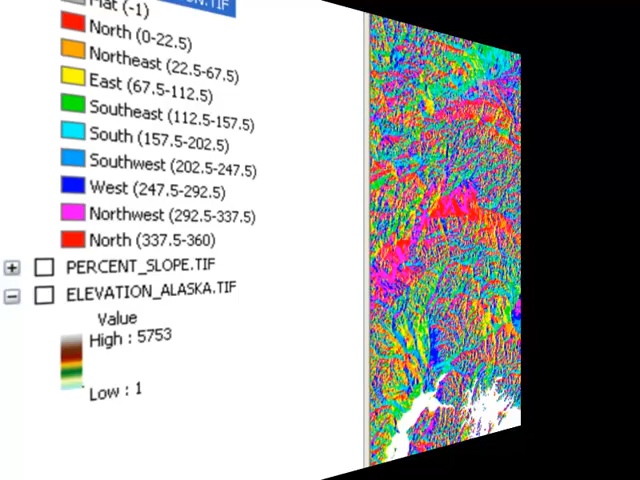 Flat (-1)
North (0-22.5)
Northeast (22.5-67.5)
East (67.5-112.5)
Southeast (112.5-157.5)
South (157.5-202.5)
Southwest (202.5-247.5)
West (247.5-292.5)
Northwest (292.5-337.5)
North (337.5-360)
PERCENT_SLOPE.TIF
ELEVATION_ALASKA.TIF
Value
High : 5753
Low : 1